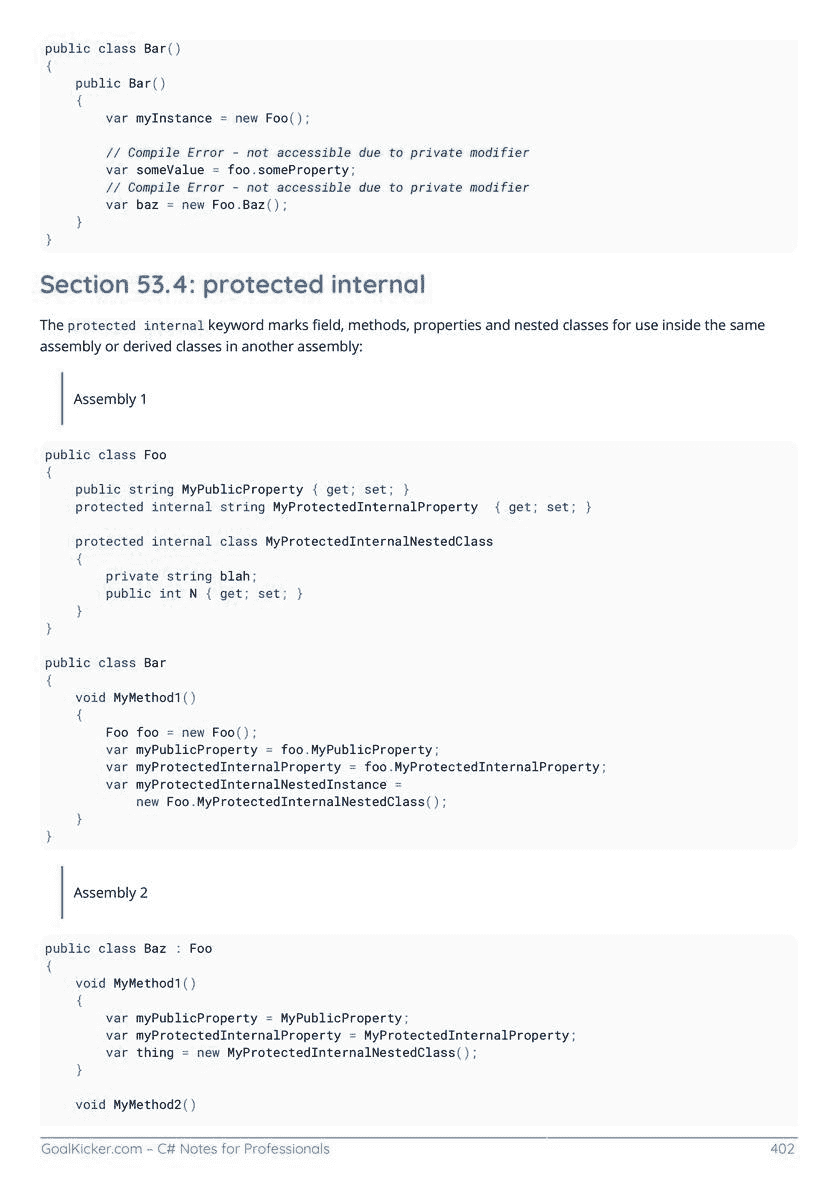 public class Bar()
{
    public Bar()
    {
        var myInstance = new Foo();

        // Compile Error - not accessible due to private modifier
        var someValue = foo.someProperty;
        // Compile Error - not accessible due to private modifier
        var baz = new Foo.Baz();
    }
}
Section 53.4: protected internal
The protected internal keyword marks field, methods, properties and nested classes for use inside the same
assembly or derived classes in another assembly:
Assembly 1
public class Foo
{
    public string MyPublicProperty { get; set; }
    protected internal string MyProtectedInternalProperty  { get; set; }

    protected internal class MyProtectedInternalNestedClass
    {
        private string blah;
        public int N { get; set; }
    }
}

public class Bar
{
    void MyMethod1()
    {
        Foo foo = new Foo();
        var myPublicProperty = foo.MyPublicProperty;
        var myProtectedInternalProperty = foo.MyProtectedInternalProperty;
        var myProtectedInternalNestedInstance =
            new Foo.MyProtectedInternalNestedClass();
    }
}
Assembly 2
public class Baz : Foo
{
    void MyMethod1()
    {
        var myPublicProperty = MyPublicProperty;
        var myProtectedInternalProperty = MyProtectedInternalProperty;
        var thing = new MyProtectedInternalNestedClass();
    }

    void MyMethod2()
GoalKicker.com – C# Notes for Professionals 402